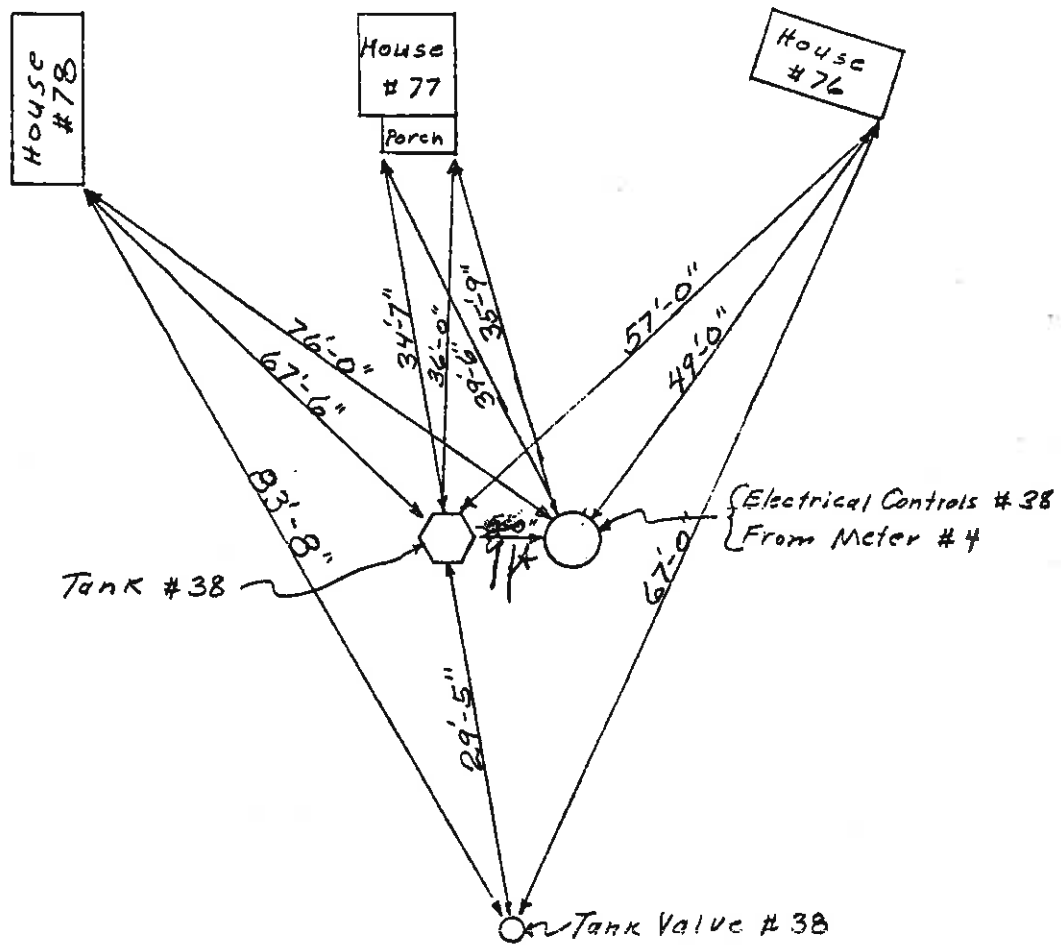 House
#78
House
#77
Porch
House
#76
34'-7"
36'-0"
39'-6"
35'-9"
57'-0"
49'-0"
76'-0"
67'-6"
83'-8"
67'-0
Electrical Controls #38
From Meter #4
Tank #38
29'-5"
Tank Value #38